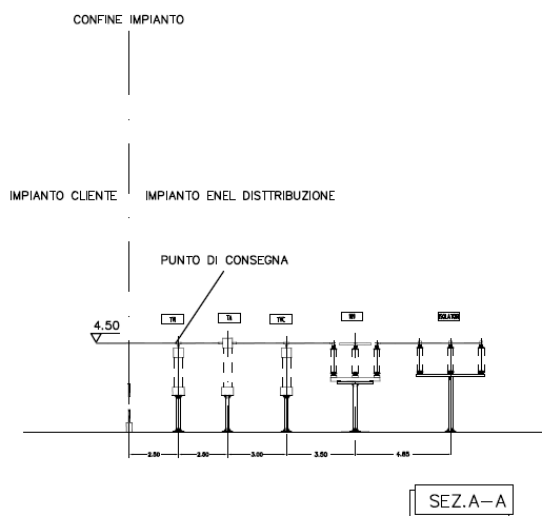 CONFINE IMPIANTO
IMPIANTO CLIENTE
IMPIANTO ENEL DISTTRIBUZIONE
PUNTO DI CONSEGNA
TA
ISOLATORI
4.50
2.50
2.50
3.00
3.50
4.85
SEZ.A-A